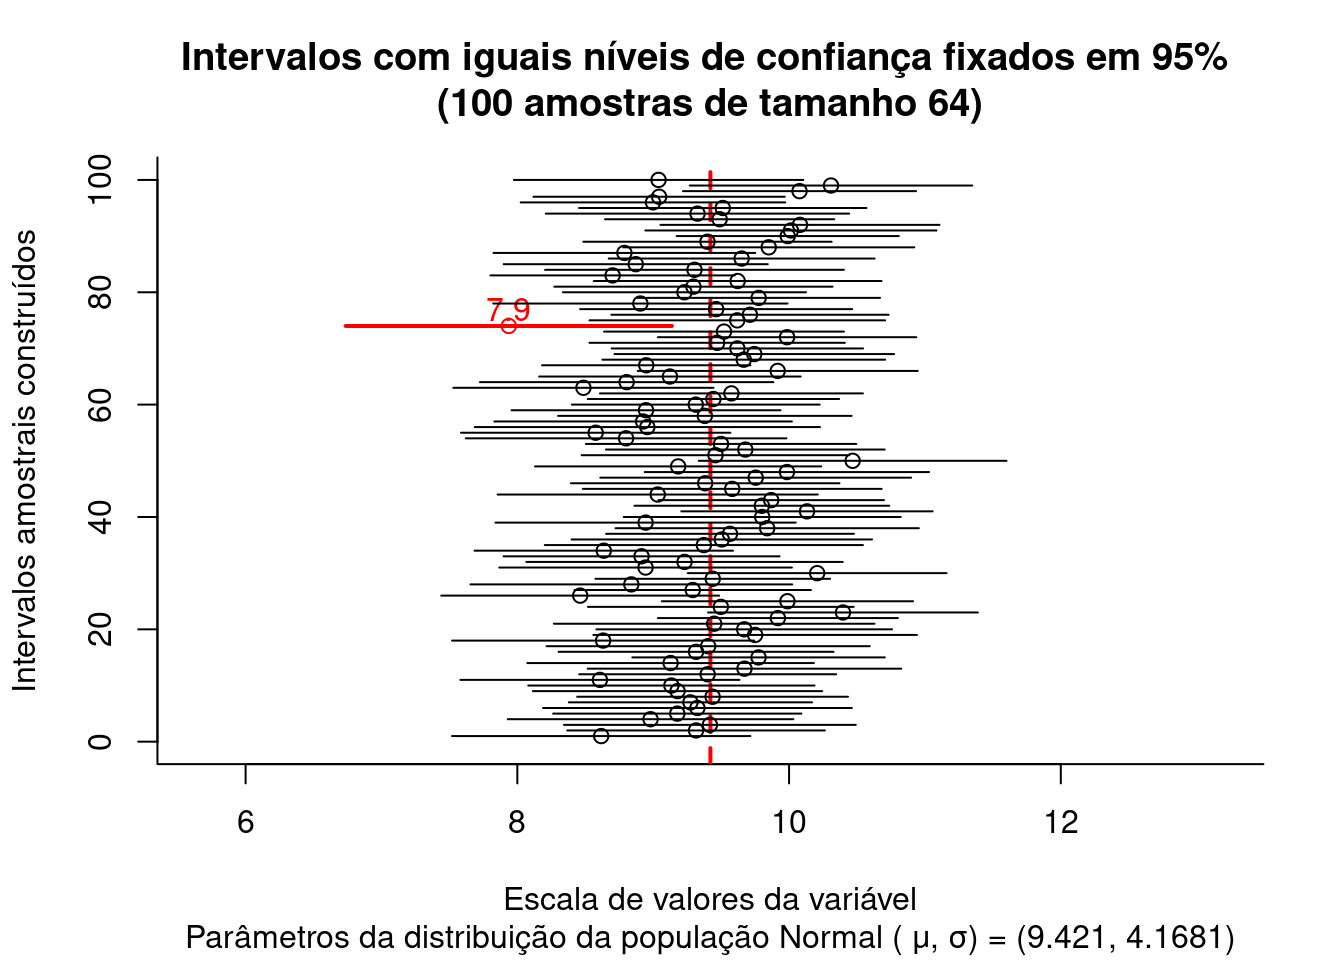 Intervalos com iguais níveis de confiança fixados em 95%
(100 amostras de tamanho 64)
Intervalos amostrais construídos
100
80
60
40
20
0
7.9
6
8
10
12
Escala de valores da variável
Parâmetros da distribuição da população Normal ( μ, σ) = (9.421, 4.1681)